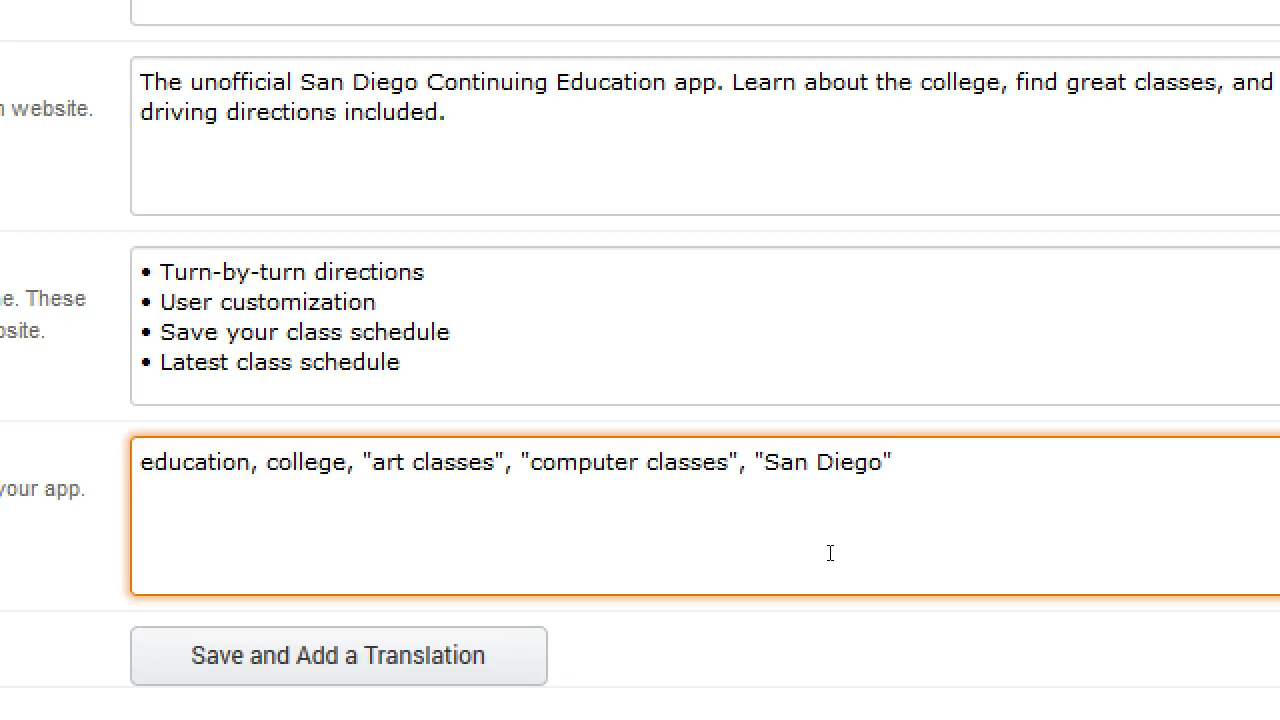 The unofficial San Diego Continuing Education app. Learn about the college, find great classes, and
driving directions included.
website.
• Turn-by-turn directions
• User customization
• Save your class schedule
• Latest class schedule
These
education, college, "art classes", "computer classes", "San Diego"
your app.
Save and Add a Translation